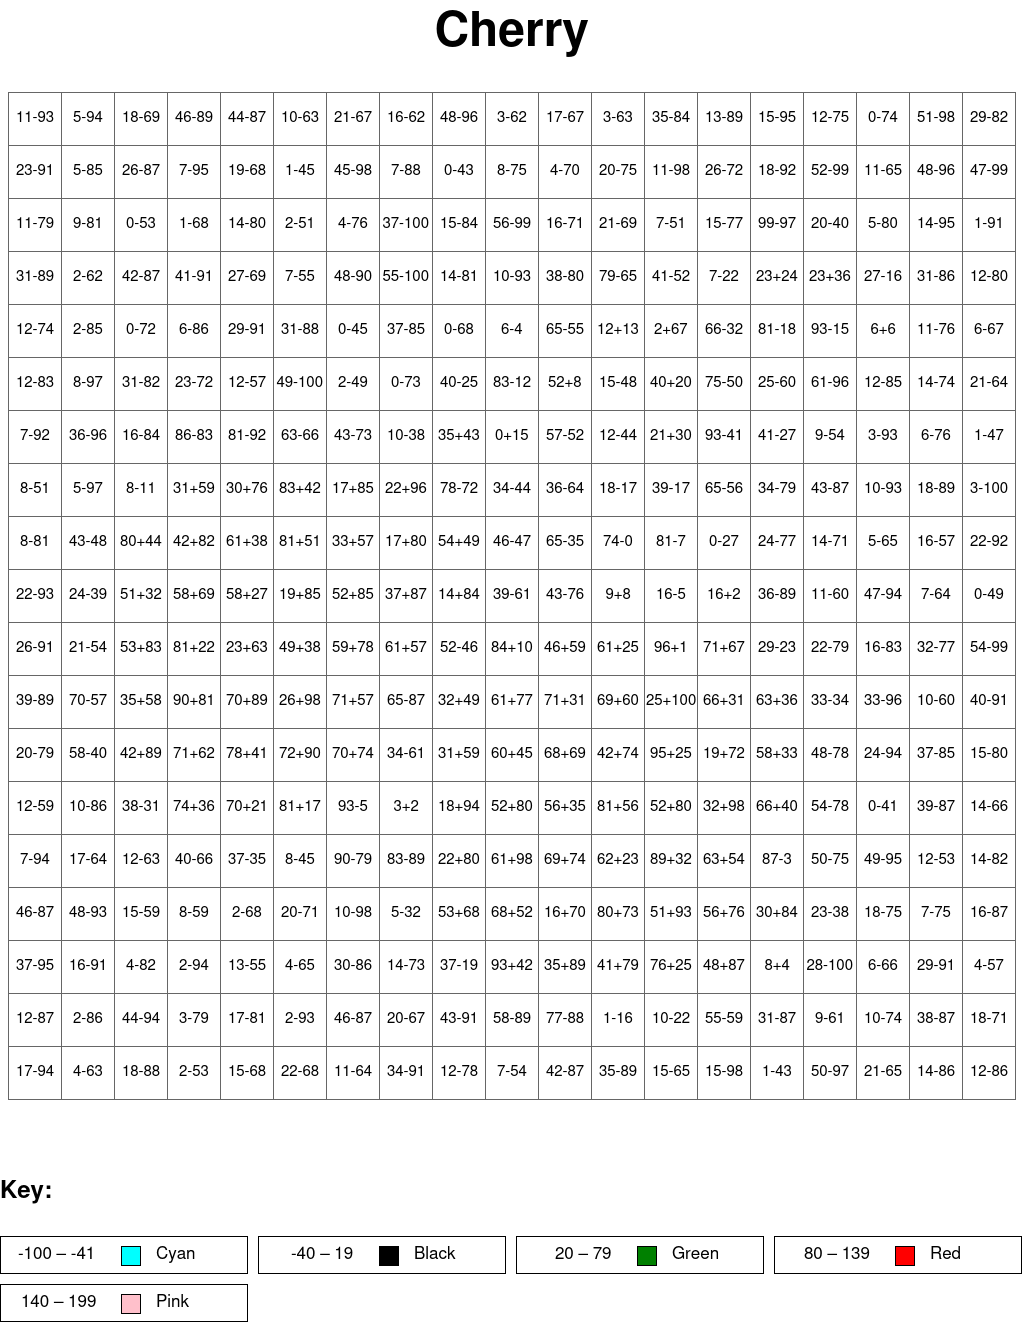 Cherry
11-93 5-94 18-69 46-89 44-87 10-63 21-67 16-62 48-96 3-62 17-67 3-63 35-84 13-89 15-95 12-75 0-74 51-98 29-82
23-91 5-85 26-87 7-95 19-68 1-45 45-98 7-88 0-43 8-75 4-70 20-75 11-98 26-72 18-92 52-99 11-65 48-96 47-99
11-79 9-81 0-53 1-68 14-80 2-51 4-76 37-100 15-84 56-99 16-71 21-69 7-51 15-77 99-97 20-40 5-80 14-95 1-91
31-89 2-62 42-87 41-91 27-69 7-55 48-90 55-100 14-81 10-93 38-80 79-65 41-52 7-22 23+24 23+36 27-16 31-86 12-80
12-74 2-85 0-72 6-86 29-91 31-88 0-45 37-85 0-68 6-4 65-55 12+13 2+67 66-32 81-18 93-15 6+6 11-76 6-67
12-83 8-97 31-82 23-72 12-57 49-100 2-49 0-73 40-25 83-12 52+8 15-48 40+20 75-50 25-60 61-96 12-85 14-74 21-64
7-92 36-96 16-84 86-83 81-92 63-66 43-73 10-38 35+43 0+15 57-52 12-44 21+30 93-41 41-27 9-54 3-93 6-76 1-47
8-51 5-97 8-11 31+59 30+76 83+42 17+85 22+96 78-72 34-44 36-64 18-17 39-17 65-56 34-79 43-87 10-93 18-89 3-100
8-81 43-48 80+44 42+82 61+38 81+51 33+57 17+80 54+49 46-47 65-35 74-0 81-7 0-27 24-77 14-71 5-65 16-57 22-92
22-93 24-39 51+32 58+69 58+27 19+85 52+85 37+87 14+84 39-61 43-76 9+8 16-5 16+2 36-89 11-60 47-94 7-64 0-49
26-91 21-54 53+83 81+22 23+63 49+38 59+78 61+57 52-46 84+10 46+59 61+25 96+1 71+67 29-23 22-79 16-83 32-77 54-99
39-89 70-57 35+58 90+81 70+89 26+98 71+57 65-87 32+49 61+77 71+31 69+60 25+100 66+31 63+36 33-34 33-96 10-60 40-91
20-79 58-40 42+89 71+62 78+41 72+90 70+74 34-61 31+59 60+45 68+69 42+74 95+25 19+72 58+33 48-78 24-94 37-85 15-80
12-59 10-86 38-31 74+36 70+21 81+17 93-5 3+2 18+94 52+80 56+35 81+56 52+80 32+98 66+40 54-78 0-41 39-87 14-66
7-94 17-64 12-63 40-66 37-35 8-45 90-79 83-89 22+80 61+98 69+74 62+23 89+32 63+54 87-3 50-75 49-95 12-53 14-82
46-87 48-93 15-59 8-59 2-68 20-71 10-98 5-32 53+68 68+52 16+70 80+73 51+93 56+76 30+84 23-38 18-75 7-75 16-87
37-95 16-91 4-82 2-94 13-55 4-65 30-86 14-73 37-19 93+42 35+89 41+79 76+25 48+87 8+4 28-100 6-66 29-91 4-57
12-87 2-86 44-94 3-79 17-81 2-93 46-87 20-67 43-91 58-89 77-88 1-16 10-22 55-59 31-87 9-61 10-74 38-87 18-71
17-94 4-63 18-88 2-53 15-68 22-68 11-64 34-91 12-78 7-54 42-87 35-89 15-65 15-98 1-43 50-97 21-65 14-86 12-86
Key:
-100 – -41 Cyan -40 – 19 Black 20 – 79 Green 80 – 139 Red
140 – 199 Pink